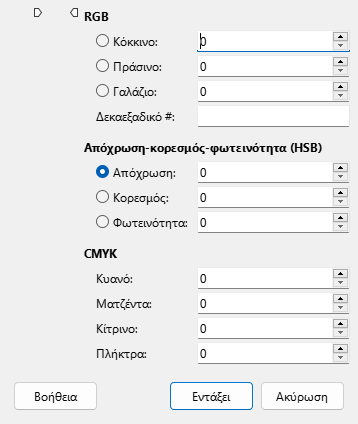 RGB
Κόκκινο: 0
Πράσινο: 0
Γαλάζιο: 0
Δεκαεξαδικό #:
Απόχρωση-κορεσμός-φωτεινότητα (HSB)
Απόχρωση: 0
Κορεσμός: 0
Φωτεινότητα: 0
CMYK
Κυανό: 0
Ματζέντα: 0
Κίτρινο: 0
Πλήκτρα: 0
Βοήθεια Εντάξει Ακύρωση